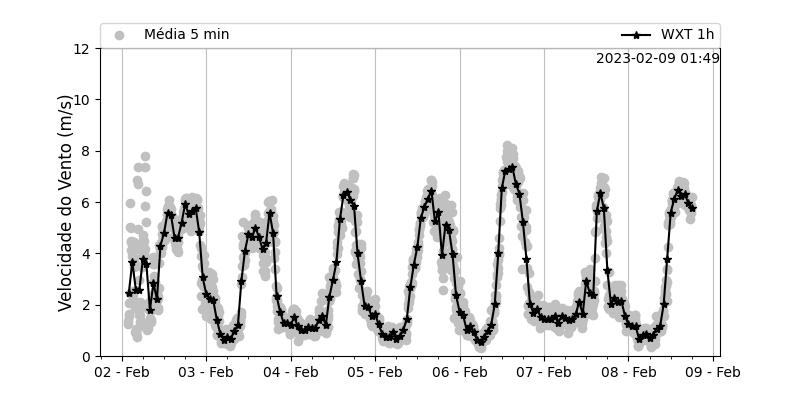 Média 5 min
WXT 1h
2023-02-09 01:49
Velocidade do Vento (m/s)
12
10
8
6
4
2
0
02 - Feb
03 - Feb
04 - Feb
05 - Feb
06 - Feb
07 - Feb
08 - Feb
09 - Feb